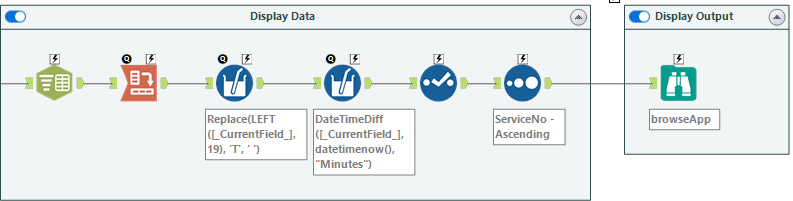 Display Data
Display Output
Q
Q
Q
Replace(LEFT
([_CurrentField_],
19), 'T', ' ')
DateTimeDiff
([_CurrentField_],
datetimenow(),
"Minutes")
ServiceNo -
Ascending
browseApp